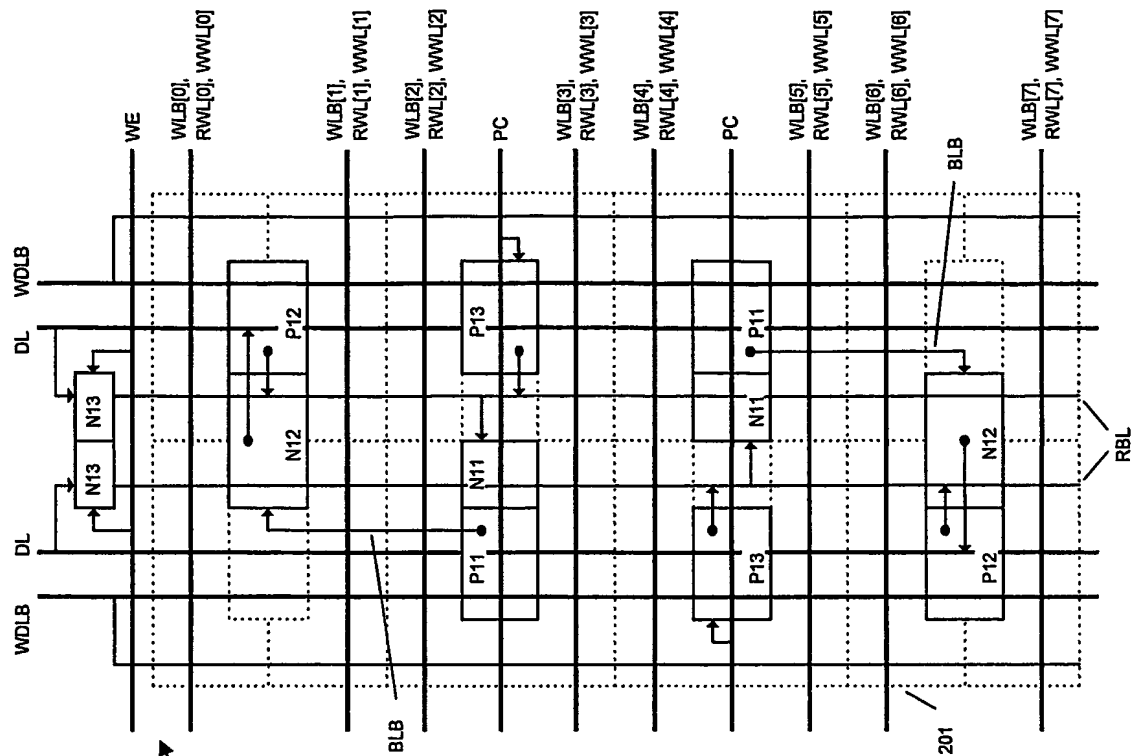 WDLB
DL
DL
WDLB
WE
WLB[0],
RWL[0], WWL[0]
WLB[1],
RWL[1], WWL[1]
WLB[2],
RWL[2], WWL[2]
PC
WLB[3],
RWL[3], WWL[3]
WLB[4],
RWL[4], WWL[4]
PC
WLB[5],
RWL[5], WWL[5]
WLB[6],
RWL[6], WWL[6]
WLB[7],
RWL[7], WWL[7]
N13
N13
N12
P12
P11
N11
P13
P13
N11
P11
P12
N12
BLB
BLB
RBL
201